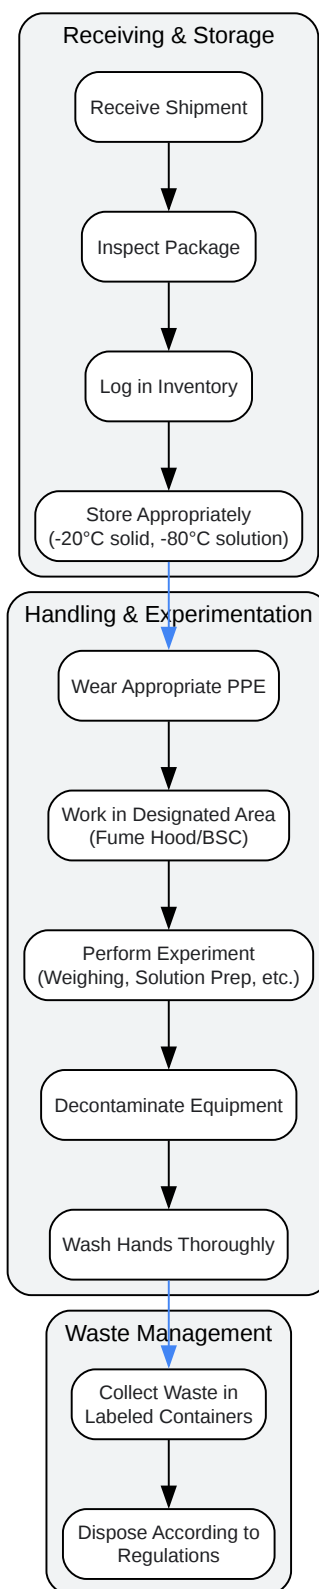 Receiving & Storage
Receive Shipment
Inspect Package
Log in Inventory
Store Appropriately
(-20°C solid, -80°C solution)
Handling & Experimentation
Wear Appropriate PPE
Work in Designated Area
(Fume Hood/BSC)
Perform Experiment
(Weighing, Solution Prep, etc.)
Decontaminate Equipment
Wash Hands Thoroughly
Waste Management
Collect Waste in
Labeled Containers
Dispose According to
Regulations